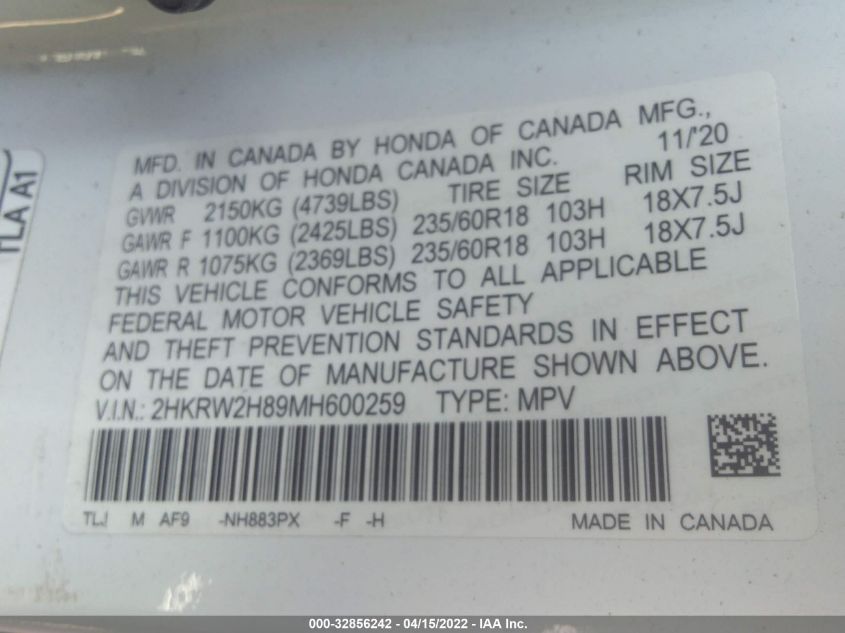 TLA A1
MFD. IN CANADA BY HONDA OF CANADA MFG.,
A DIVISION OF HONDA CANADA INC. 11/'20
GVWR 2150KG (4739LBS) TIRE SIZE RIM SIZE
GAWR F 1100KG (2425LBS) 235/60R18 103H 18X7.5J
GAWR R 1075KG (2369LBS) 235/60R18 103H 18X7.5J
THIS VEHICLE CONFORMS TO ALL APPLICABLE
FEDERAL MOTOR VEHICLE SAFETY
AND THEFT PREVENTION STANDARDS IN EFFECT
ON THE DATE OF MANUFACTURE SHOWN ABOVE.
V.I.N.: 2HKRW2H89MH600259 TYPE: MPV
TLJ M AF9 -NH883PX -F -H MADE IN CANADA
000-32856242 - 04/15/2022 - IAA Inc.